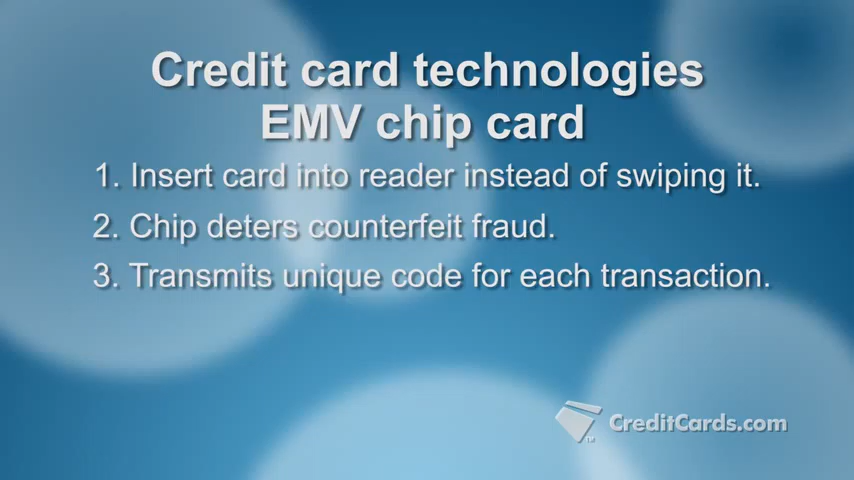 Credit card technologies
EMV chip card
1. Insert card into reader instead of swiping it.
2. Chip deters counterfeit fraud.
3. Transmits unique code for each transaction.
CreditCards.com
TM